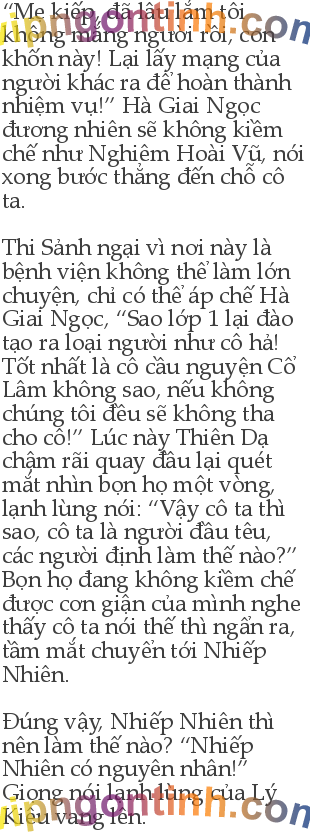 “Mẹ kiếp, đã lâu lắm tôi
không mắng người rồi, con
khốn này! Lại lấy mạng của
người khác ra để hoàn thành
nhiệm vụ!” Hà Giai Ngọc
đương nhiên sẽ không kiềm
chế như Nghiêm Hoài Vũ, nói
xong bước thẳng đến chỗ cô
ta.
Thi Sảnh ngại vì nơi này là
bệnh viện không thể làm lớn
chuyện, chỉ có thể áp chế Hà
Giai Ngọc, “Sao lớp 1 lại đào
tạo ra loại người như cô hả!
Tốt nhất là cô cầu nguyện Cổ
Lâm không sao, nếu không
chúng tôi đều sẽ không tha
cho cô!” Lúc này Thiên Dạ
chậm rãi quay đầu lại quét
mắt nhìn bọn họ một vòng,
lạnh lùng nói: “Vậy cô ta thì
sao, cô ta là người đầu têu,
các người định làm thế nào?”
Bọn họ đang không kiềm chế
được cơn giận của mình nghe
thấy cô ta nói thế thì ngẩn ra,
tầm mắt chuyển tới Nhiếp
Nhiên.
Đúng vậy, Nhiếp Nhiên thì
nên làm thế nào? “Nhiếp
Nhiên có nguyên nhân!”
Giọng nói lạnh lùng của Lý
Kiêu vang lên.
vipngontinh.com
vipngontinh.com